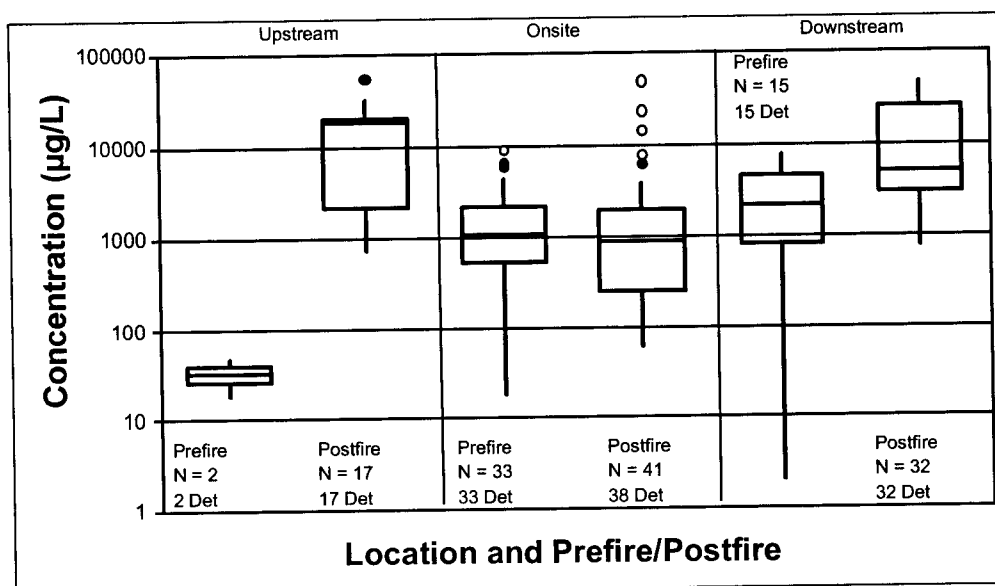 Upstream
Onsite
Downstream
Concentration (µg/L)
100000
10000
1000
100
10
1
Prefire
N = 2
2 Det
Postfire
N = 17
17 Det
Prefire
N = 33
33 Det
Postfire
N = 41
38 Det
Prefire
N = 15
15 Det
Postfire
N = 32
32 Det
Location and Prefire/Postfire